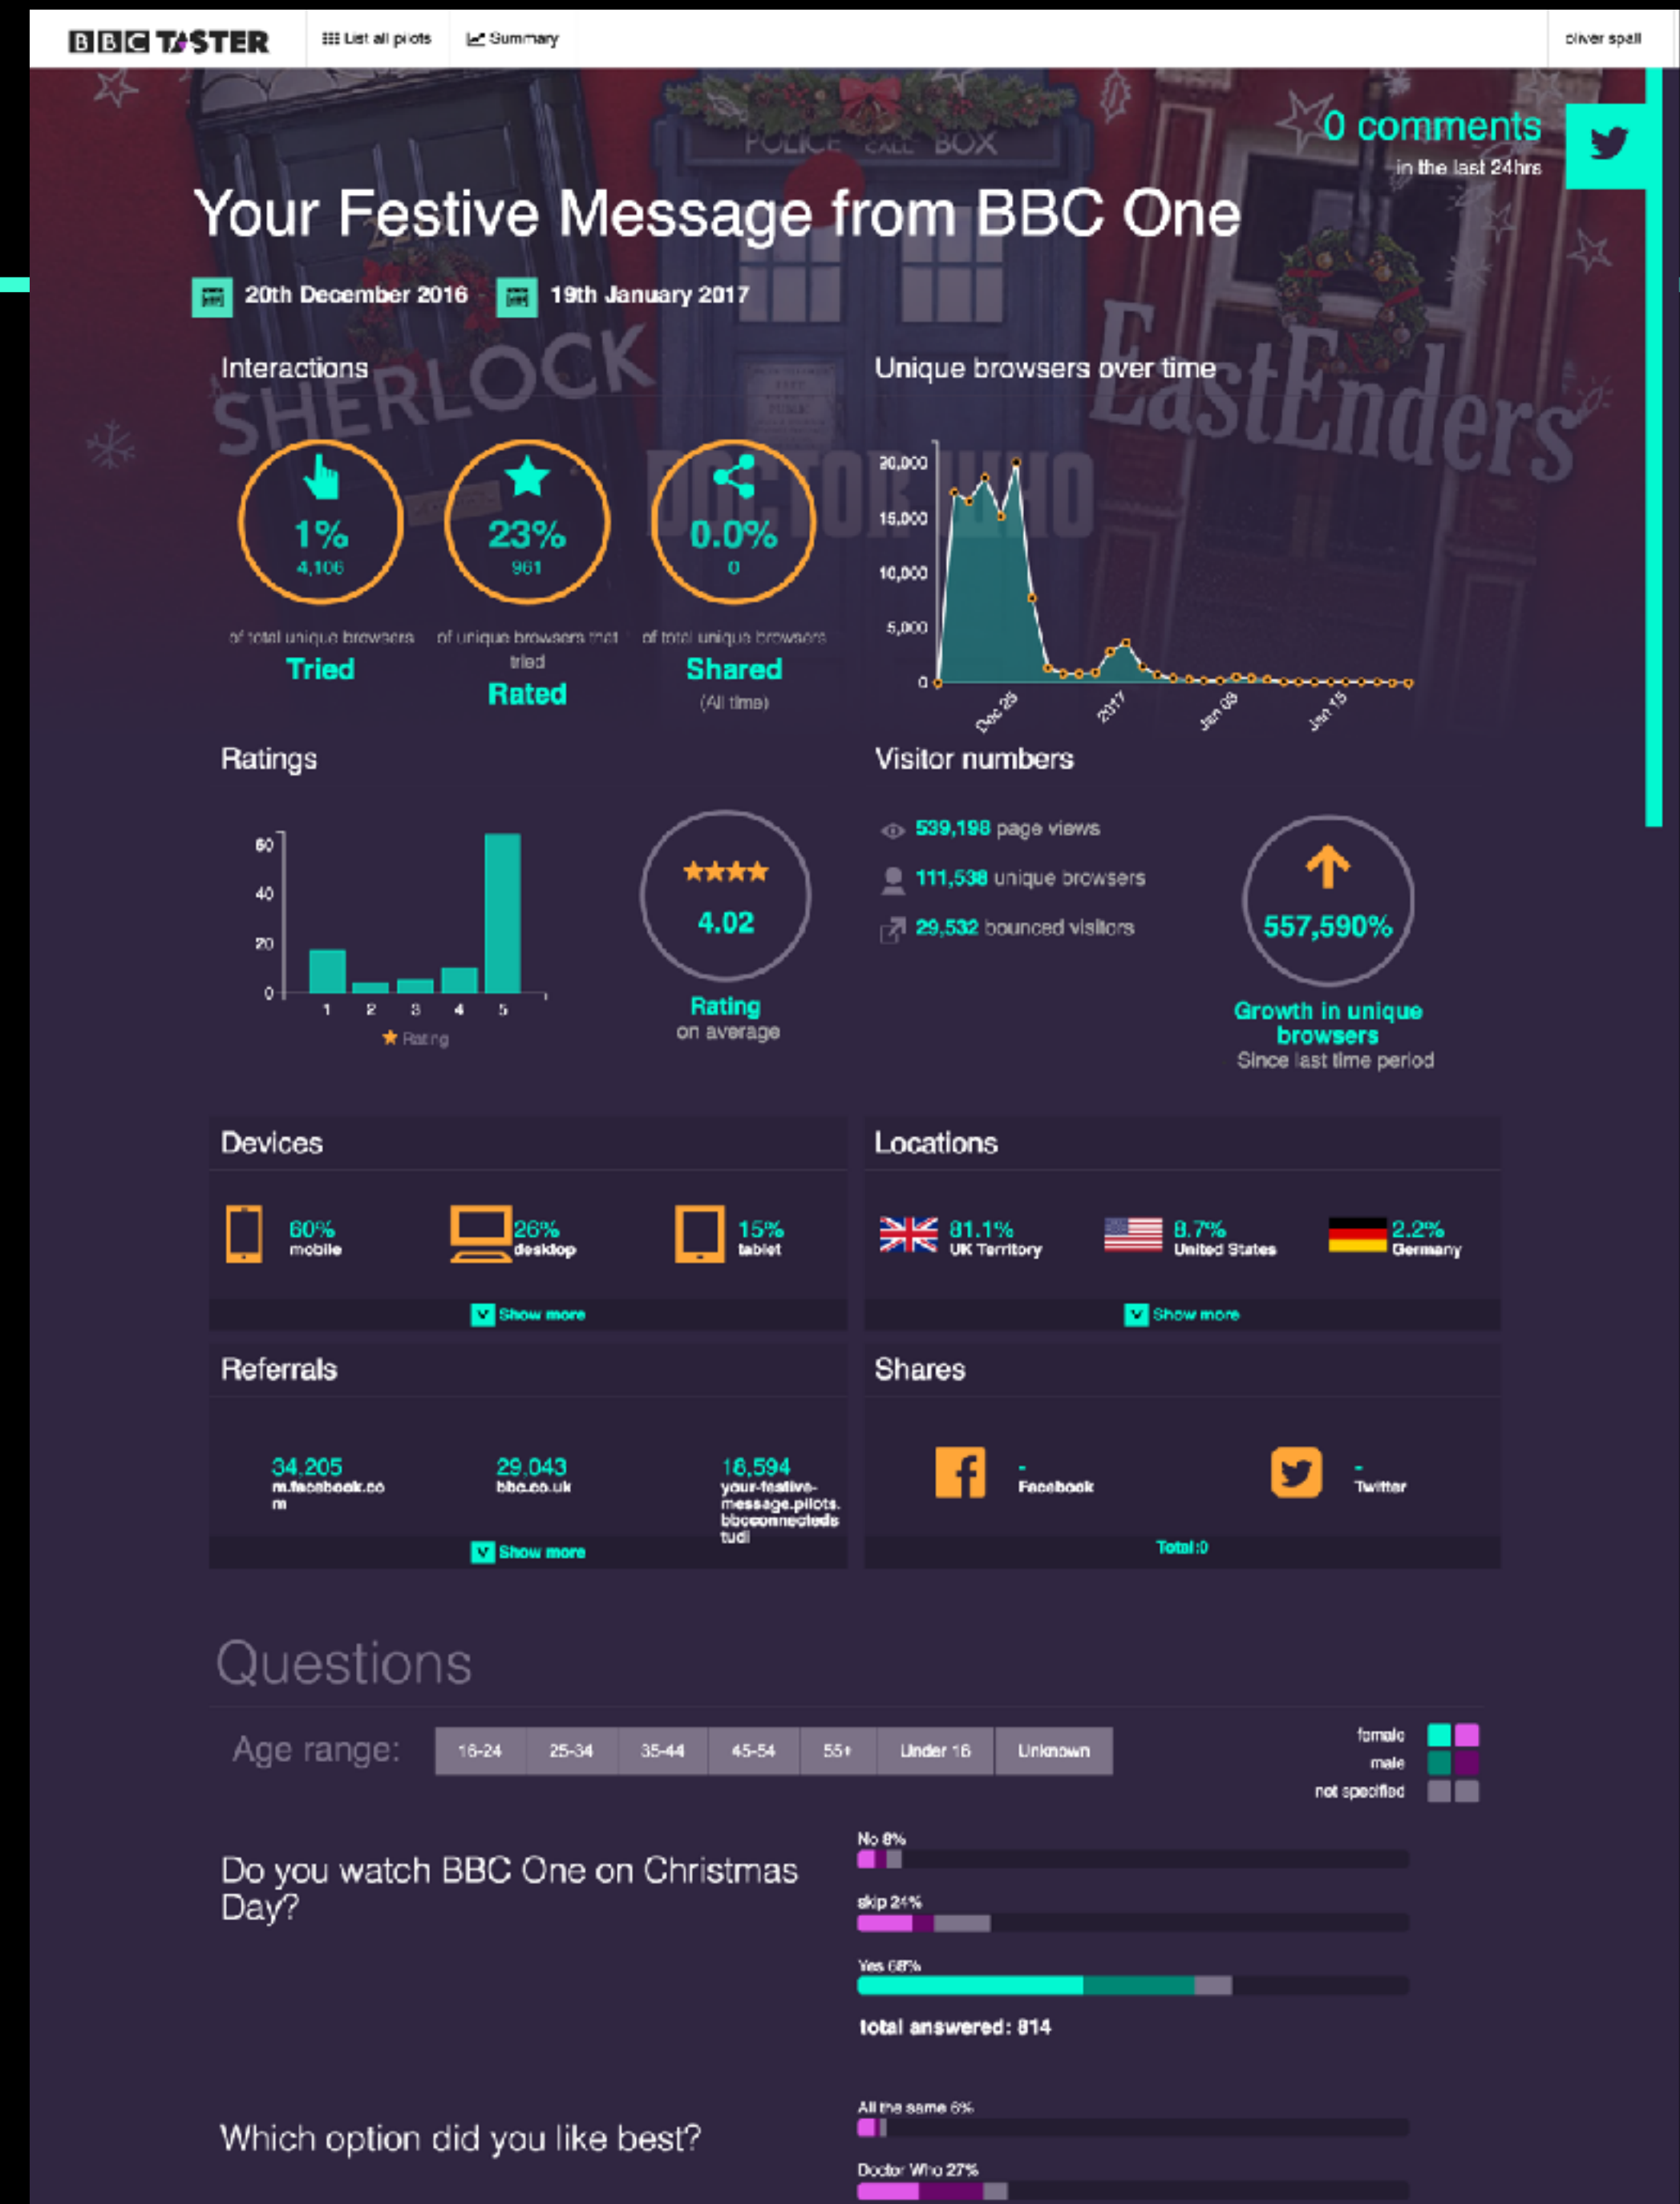 BBC TASTER
List all pilots
Summary
oliver spall
0 comments
in the last 24hrs
POLICE CALL BOX
Your Festive Message from BBC One
20th December 2016
19th January 2017
SHERLOCK
DOCTOR WHO
EastEnders
Interactions
1%
4,106
of total unique browsers
Tried
23%
961
of unique browsers that
tried
Rated
0.0%
0
of total unique browsers
Shared
(All time)
Unique browsers over time
20,000
15,000
10,000
5,000
0
Dec 25
2017
Jan 08
Jan 15
Ratings
60
40
20
0
1 2 3 4 5
Rating
4.02
Rating
on average
Visitor numbers
539,198 page views
111,538 unique browsers
29,532 bounced visitors
557,590%
Growth in unique
browsers
Since last time period
Devices
60%
mobile
26%
desktop
15%
tablet
Show more
Locations
81.1%
UK Territory
8.7%
United States
2.2%
Germany
Show more
Referrals
34,205
m.facebook.co
m
29,043
bbc.co.uk
18,594
your-festive-
message.pilots.
bbcconnecteds
tudi
Show more
Shares
-
Facebook
-
Twitter
Total:0
Questions
Age range:
16-24
25-34
35-44
45-54
55+
Under 16
Unknown
female
male
not specified
Do you watch BBC One on Christmas
Day?
No 8%
skip 24%
Yes 68%
total answered: 814
Which option did you like best?
All the same 6%
Doctor Who 27%